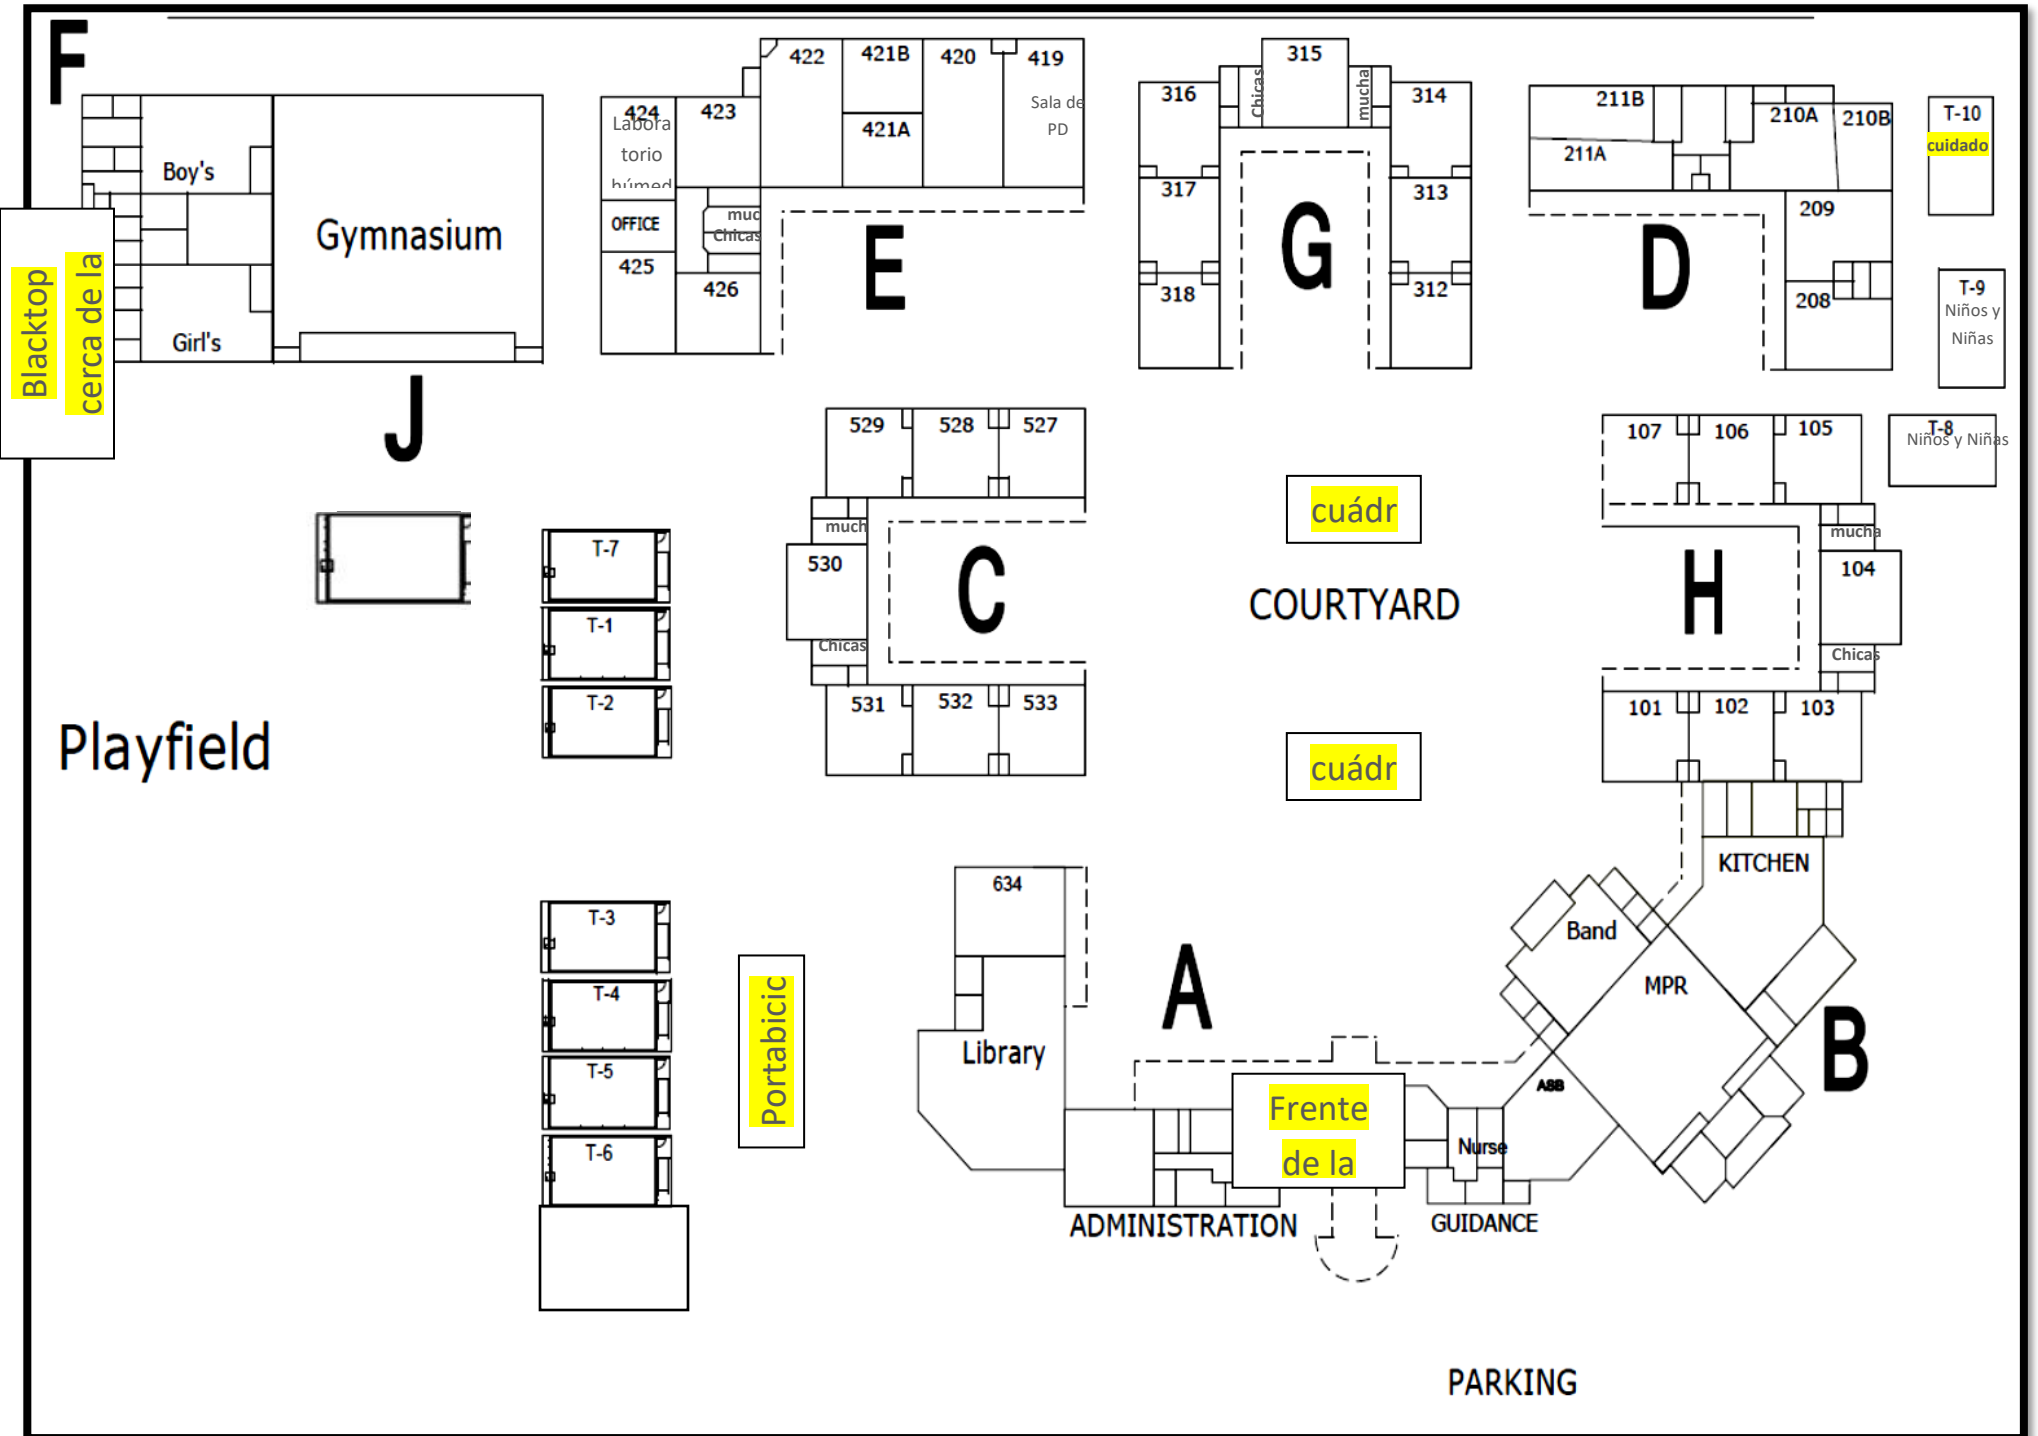 F
422
421B
420
419
Sala de
PD
421A
424
Labora
torio
húmed
423
OFFICE
muc
Chicas
425
426
E
315
316
Chicas
mucha
314
317
313
318
312
G
211B
210A
210B
211A
209
208
D
T-10
cuidado
T-9
Niños y
Niñas
T-8
Niños y Niñas
Boy's
Gymnasium
Girl's
Blacktop
cerca de la
J
529
528
527
much
530
Chicas
531
532
533
C
cuádr
COURTYARD
cuádr
107
106
105
mucha
104
Chicas
101
102
103
H
T-7
T-1
T-2
Playfield
T-3
T-4
T-5
T-6
Portabicic
634
Library
A
KITCHEN
Band
MPR
B
ASB
Frente
de la
Nurse
ADMINISTRATION
GUIDANCE
PARKING